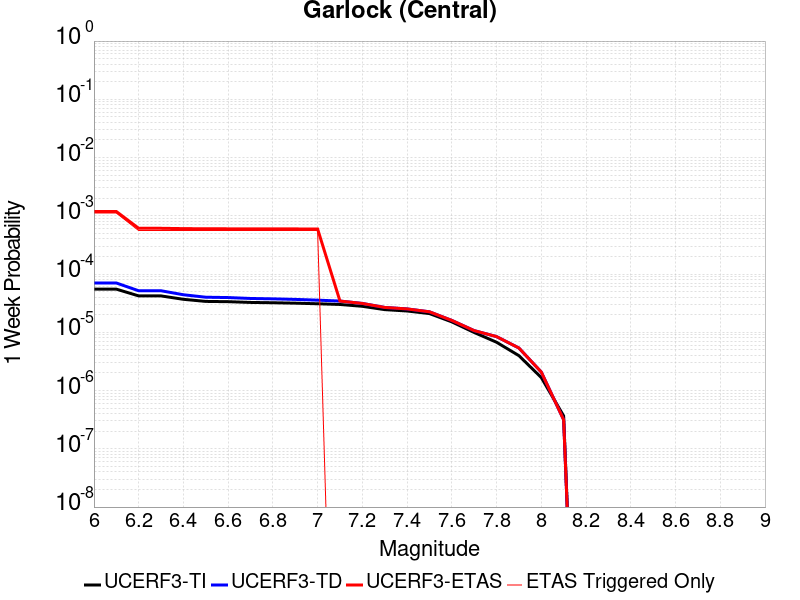 Garlock (Central)
1 Week Probability
10^0
10^-1
10^-2
10^-3
10^-4
10^-5
10^-6
10^-7
10^-8
6 6.2 6.4 6.6 6.8 7 7.2 7.4 7.6 7.8 8 8.2 8.4 8.6 8.8 9
Magnitude
UCERF3-TI UCERF3-TD UCERF3-ETAS ETAS Triggered Only